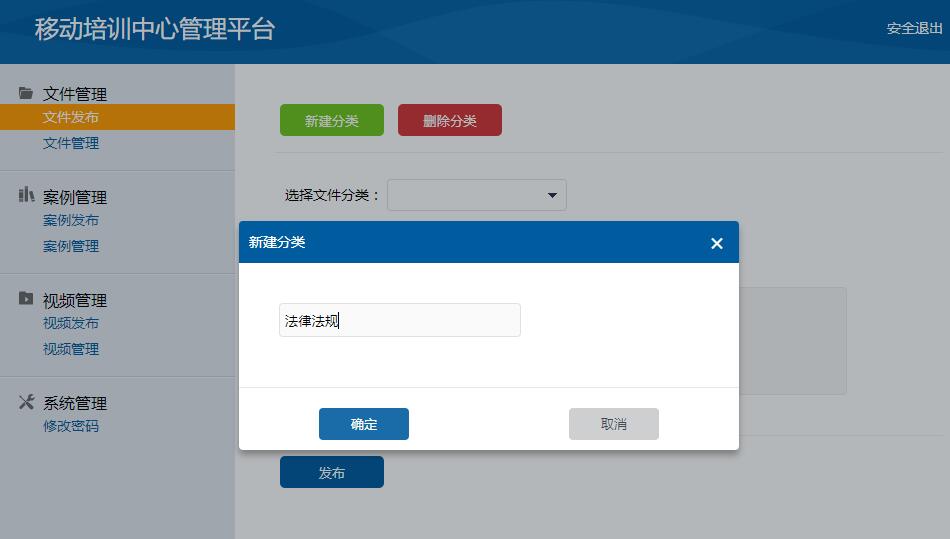 移动培训中心管理平台
安全退出
文件管理
文件发布
文件管理
案例管理
案例发布
案例管理
视频管理
视频发布
视频管理
系统管理
修改密码
新建分类
删除分类
选择文件分类：
新建分类
法律法规
确定
取消
发布